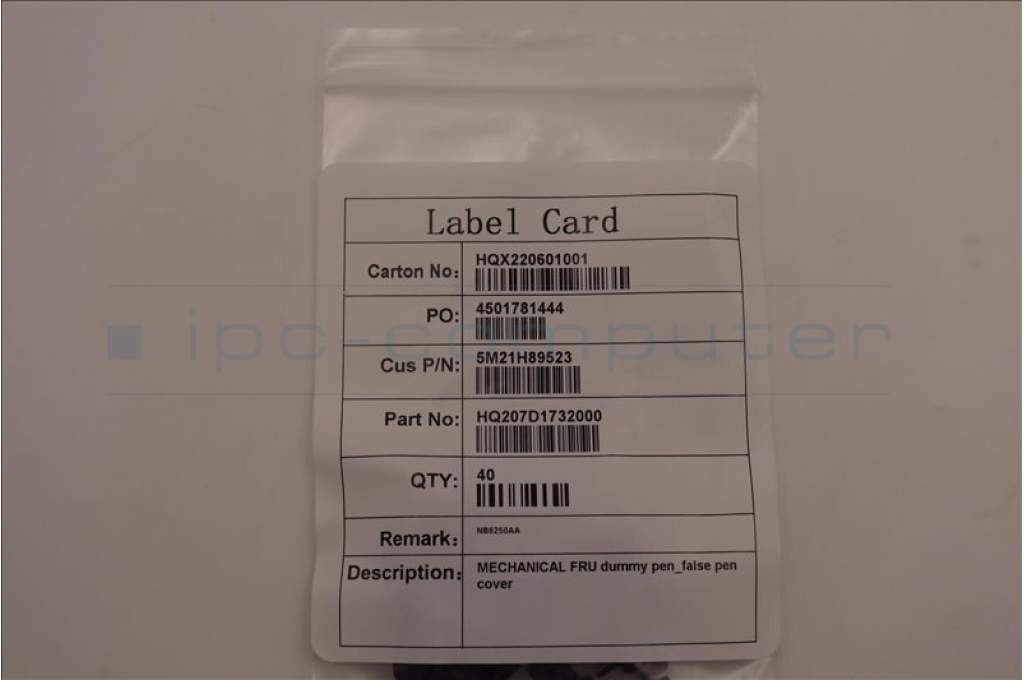 Label Card
Carton No: HQX220601001
PO: 4501781444
ipc-computer
Cus P/N: 5M21H89523
Part No: HQ207D1732000
QTY: 40
Remark: NB8250AA
Description: MECHANICAL FRU dummy pen_false pen
cover